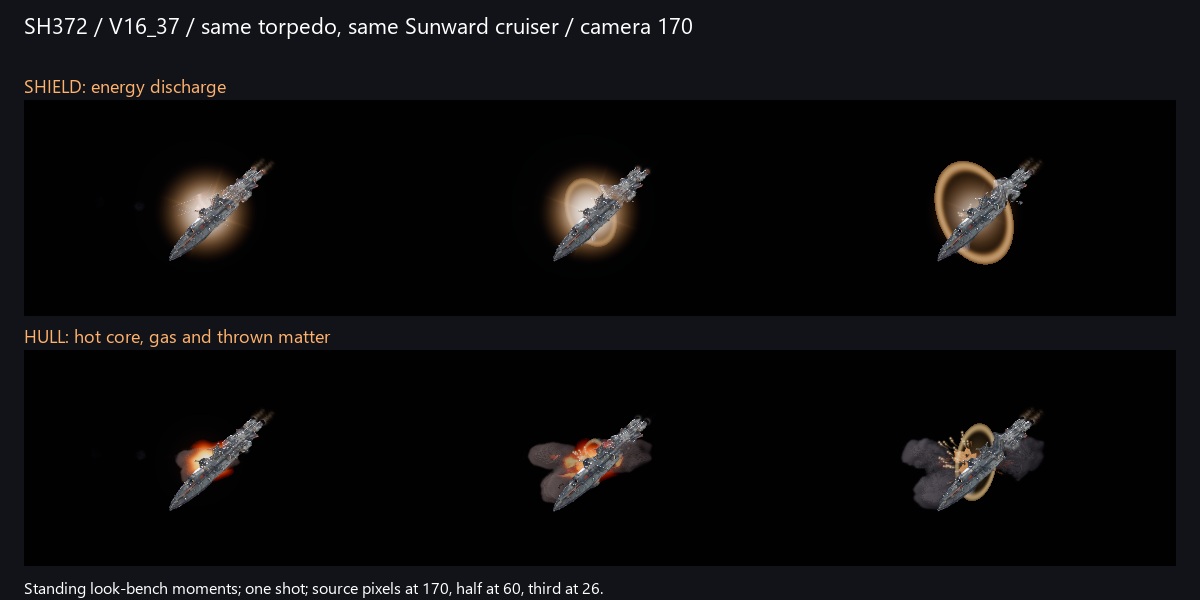 SH372 / V16_37 / same torpedo, same Sunward cruiser / camera 170
SHIELD: energy discharge
HULL: hot core, gas and thrown matter
Standing look-bench moments; one shot; source pixels at 170, half at 60, third at 26.